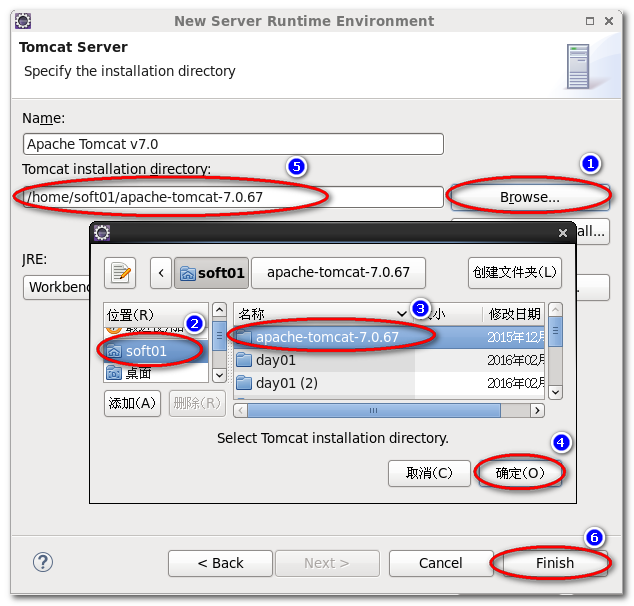 New Server Runtime Environment
Tomcat Server
Specify the installation directory
Name:
Apache Tomcat v7.0
Tomcat installation directory:
5
1
/home/soft01/apache-tomcat-7.0.67
Browse...
all...
JRE:
Workben
...
soft01
apache-tomcat-7.0.67
创建文件夹(L)
位置(R)
名称
小
修改日期
2
3
apache-tomcat-7.0.67
2015年12月
soft01
day01
2016年02月
桌面
day01 (2)
2016年02月
添加(A)
删除(R)
Select Tomcat installation directory.
4
取消(C)
确定(O)
6
?
< Back
Next >
Cancel
Finish